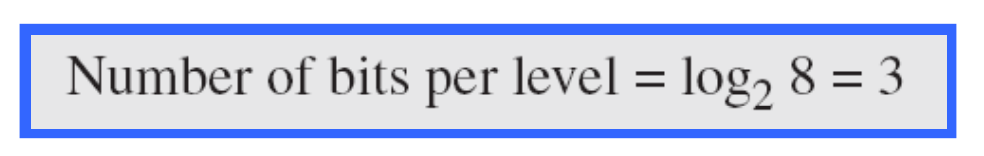 Number of bits per level = log₂ 8 = 3